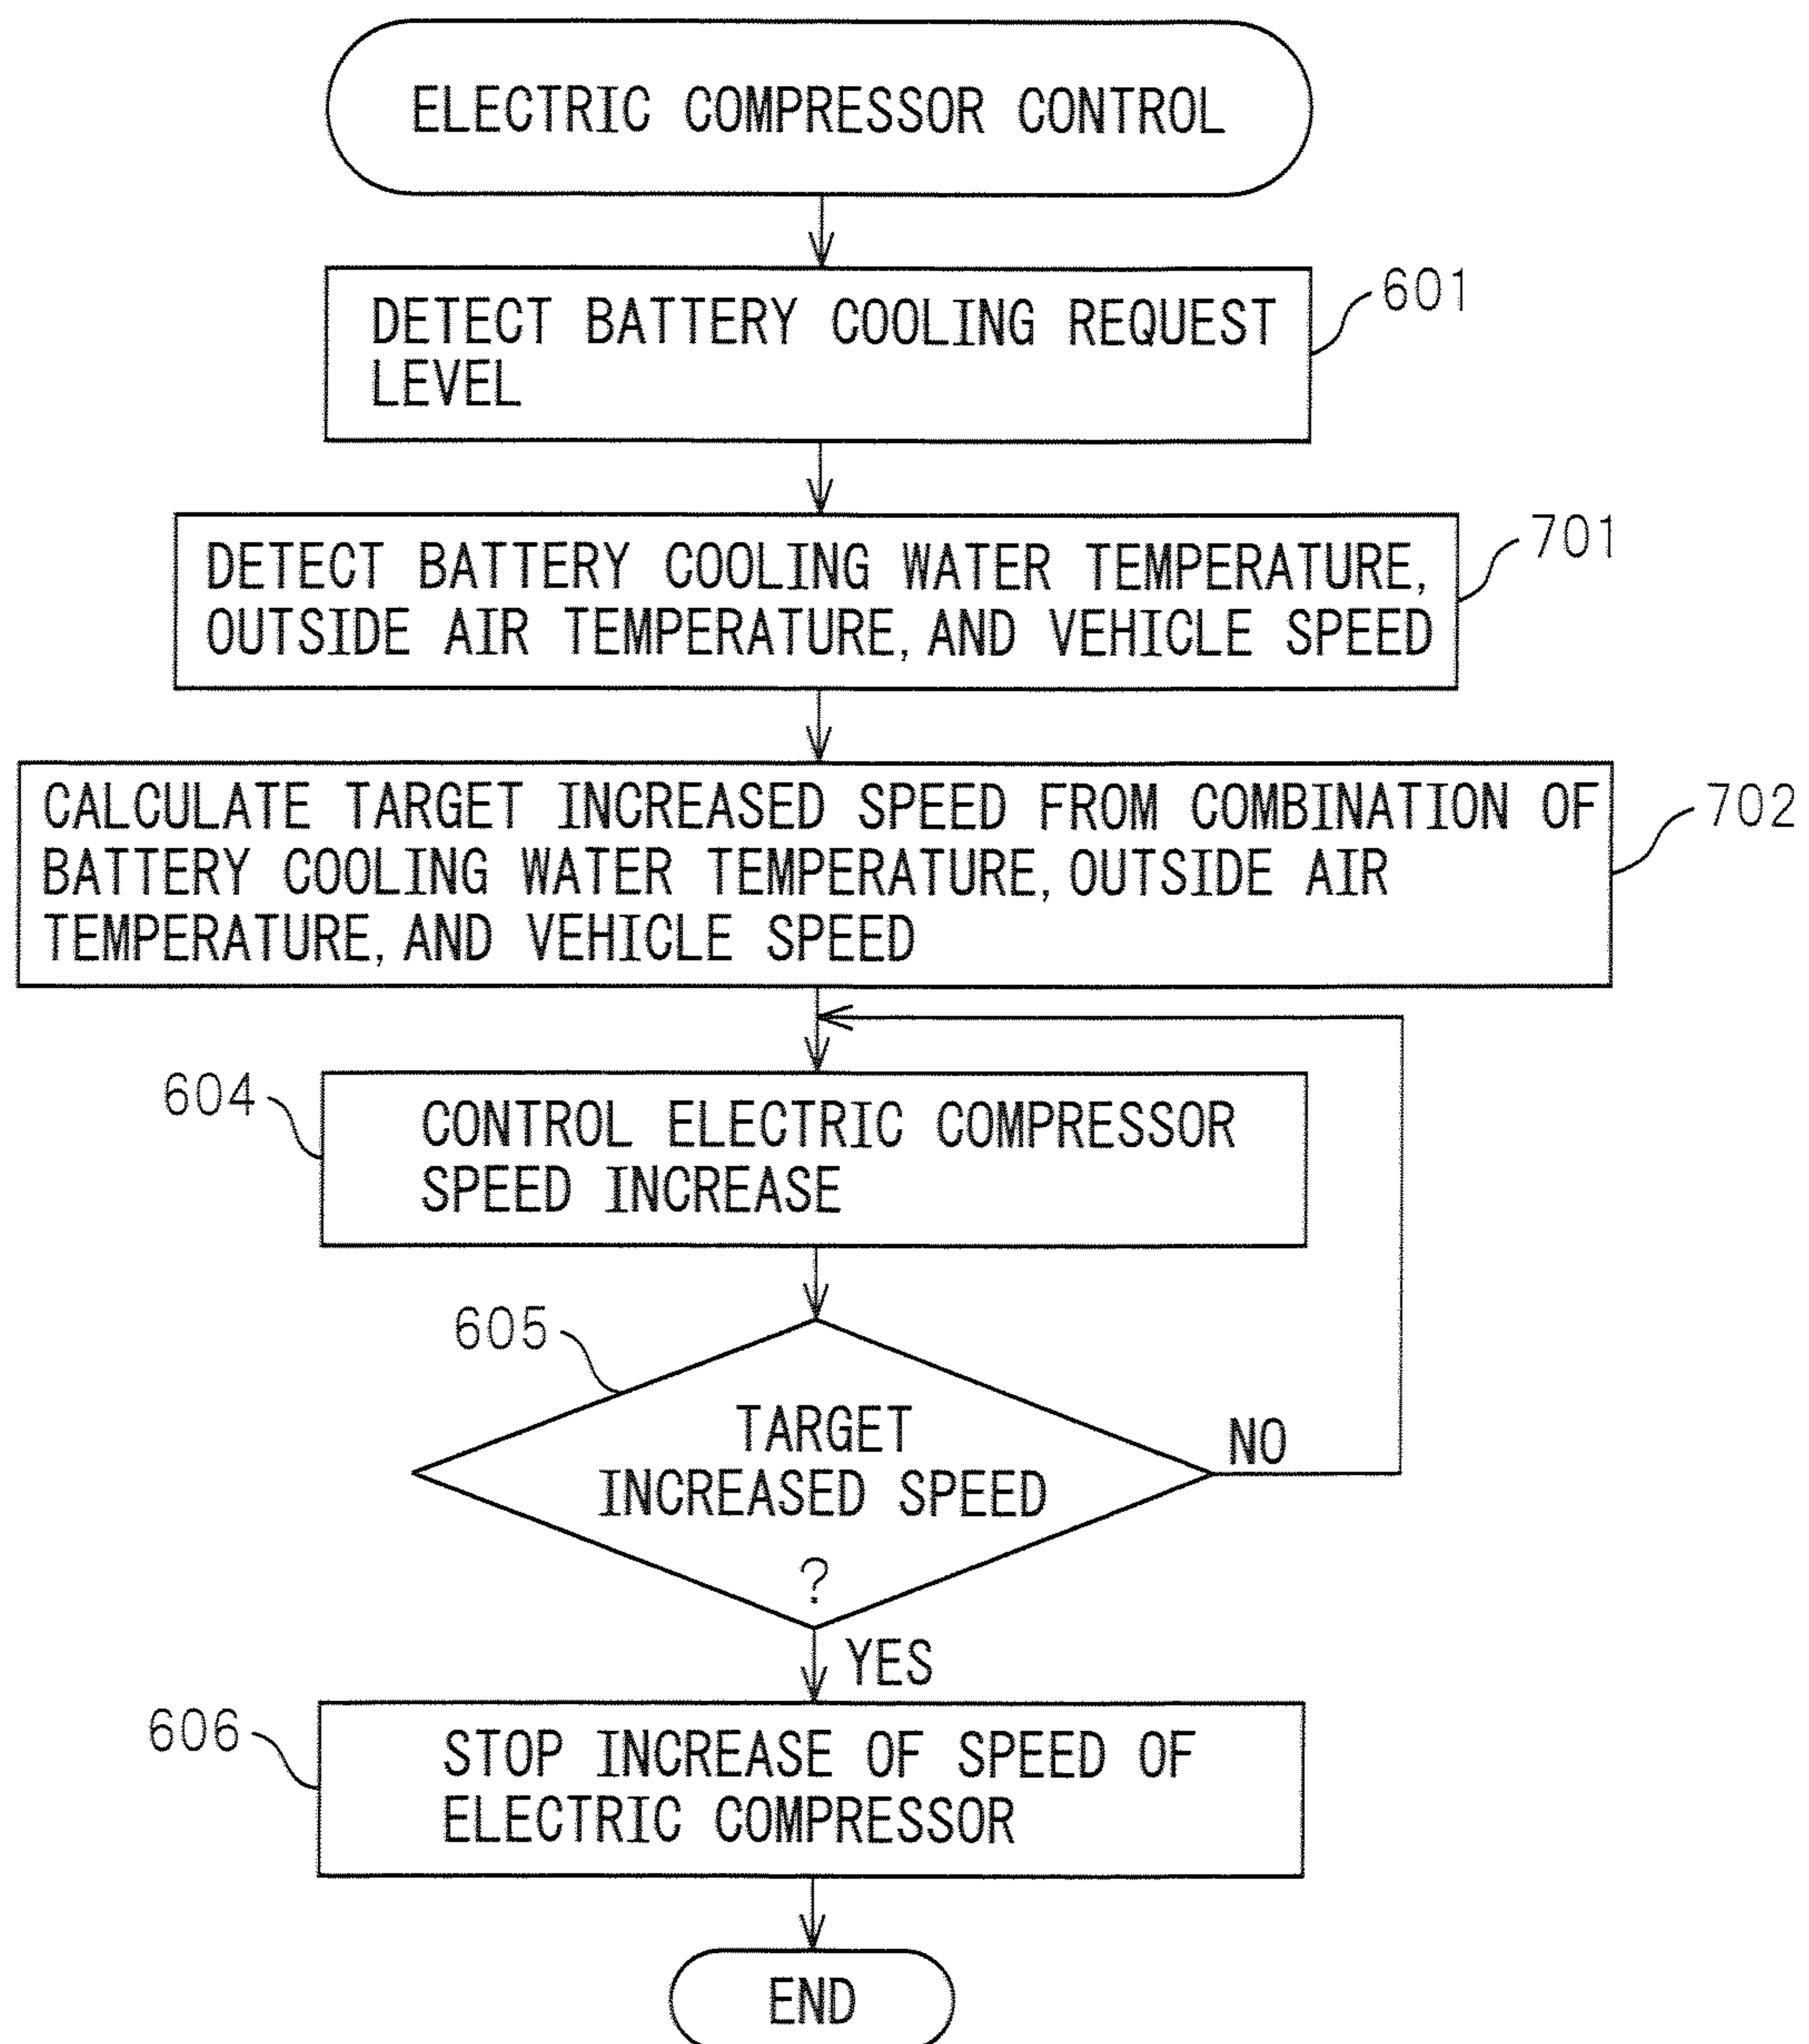 ELECTRIC COMPRESSOR CONTROL
DETECT BATTERY COOLING REQUEST
LEVEL
601
DETECT BATTERY COOLING WATER TEMPERATURE,
OUTSIDE AIR TEMPERATURE, AND VEHICLE SPEED
701
CALCULATE TARGET INCREASED SPEED FROM COMBINATION OF
BATTERY COOLING WATER TEMPERATURE, OUTSIDE AIR
TEMPERATURE, AND VEHICLE SPEED
702
604
CONTROL ELECTRIC COMPRESSOR
SPEED INCREASE
605
TARGET
INCREASED SPEED
?
NO
YES
606
STOP INCREASE OF SPEED OF
ELECTRIC COMPRESSOR
END